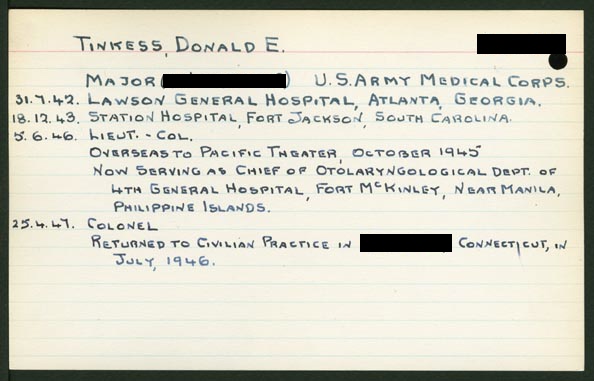 TINKESS, DONALD E.
MAJOR ( ) U.S. ARMY MEDICAL CORPS.
31.7.42. LAWSON GENERAL HOSPITAL, ATLANTA, GEORGIA.
18.12.43. STATION HOSPITAL, FORT JACKSON, SOUTH CAROLINA.
5.6.46. LIEUT.-COL.
OVERSEAS TO PACIFIC THEATER, OCTOBER 1945
NOW SERVING AS CHIEF OF OTOLARYNGOLOGICAL DEPT. OF
4TH GENERAL HOSPITAL, FORT MCKINLEY, NEAR MANILA,
PHILIPPINE ISLANDS.
25.4.47. COLONEL
RETURNED TO CIVILIAN PRACTICE IN CONNECTICUT, IN
JULY, 1946.